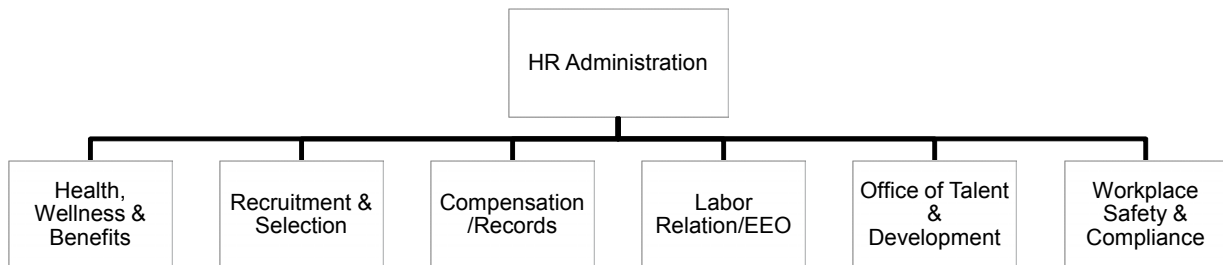 HR Administration
Health,
Wellness &
Benefits
Recruitment &
Selection
Compensation
/Records
Labor
Relation/EEO
Office of Talent
&
Development
Workplace
Safety &
Compliance